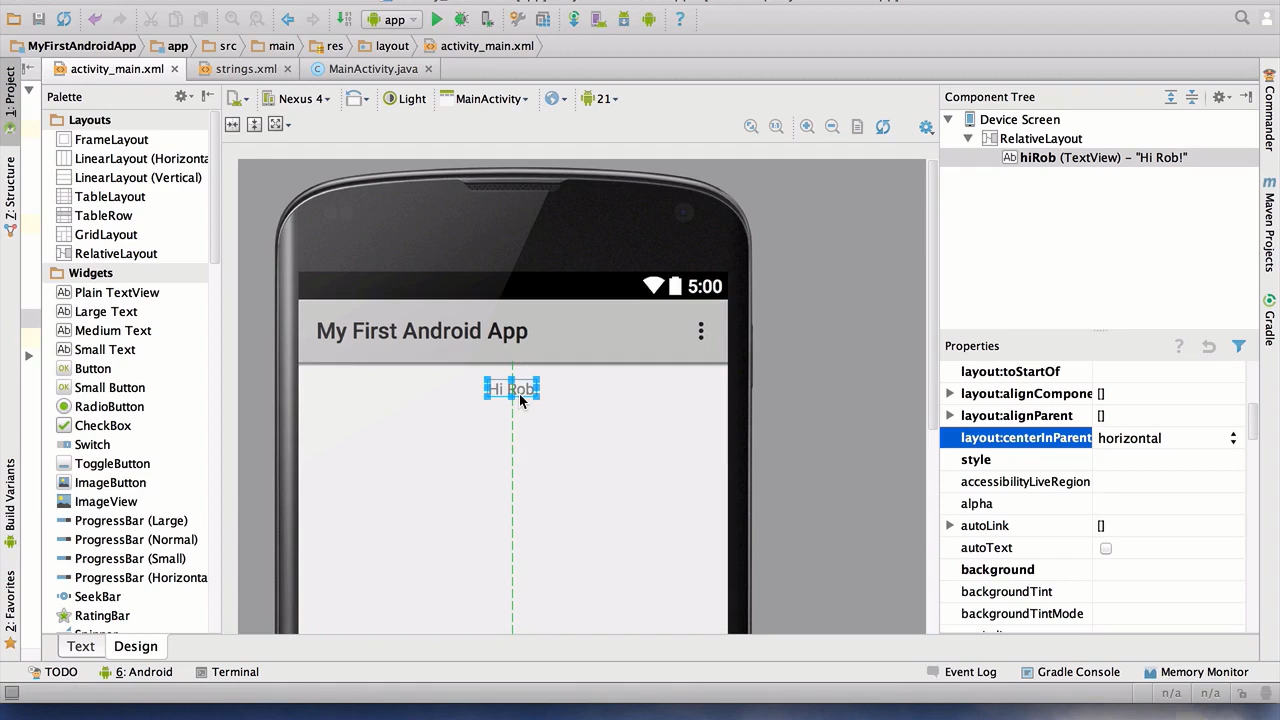 app
MyFirstAndroidApp app src main res layout activity_main.xml
activity_main.xml strings.xml MainActivity.java
1: Project
Z: Structure
Build Variants
2: Favorites
Palette
Layouts
FrameLayout
LinearLayout (Horizonta
LinearLayout (Vertical)
TableLayout
TableRow
GridLayout
RelativeLayout
Widgets
Plain TextView
Large Text
Medium Text
Small Text
Button
Small Button
RadioButton
CheckBox
Switch
ToggleButton
ImageButton
ImageView
ProgressBar (Large)
ProgressBar (Normal)
ProgressBar (Small)
ProgressBar (Horizonta
SeekBar
RatingBar
Text Design
Nexus 4 Light MainActivity 21
5:00
My First Android App
Hi Rob
Component Tree
Device Screen
RelativeLayout
Ab hiRob (TextView) – "Hi Rob!"
Properties
layout:toStartOf
layout:alignCompone []
layout:alignParent []
layout:centerInParent horizontal
style
accessibilityLiveRegion
alpha
autoLink []
autoText
background
backgroundTint
backgroundTintMode
Commander
Maven Projects
Gradle
TODO 6: Android Terminal Event Log Gradle Console Memory Monitor
n/a n/a